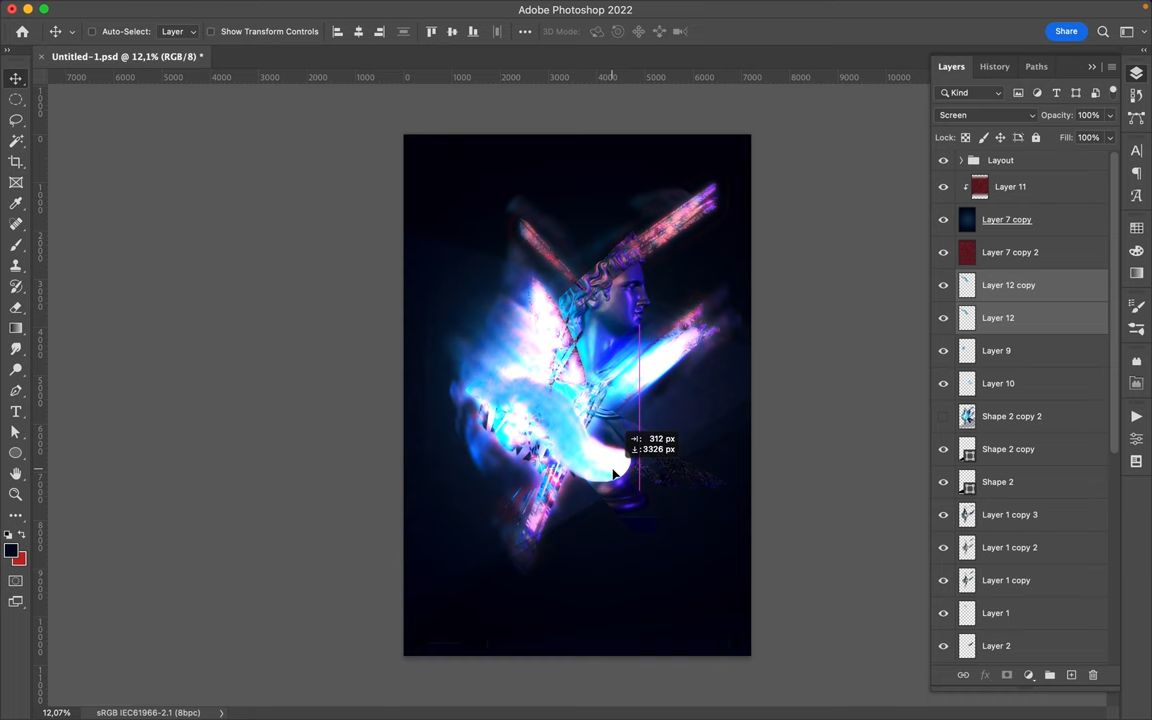 Adobe Photoshop 2022
Auto-Select: Layer Show Transform Controls 3D Mode: Share
Untitled-1.psd @ 12,1% (RGB/8) *
7000 6000 5000 4000 3000 2000 1000 0 1000 2000 3000 4000 5000 6000 7000 8000 9000 10000
Layers History Paths
Kind
Screen Opacity: 100%
Lock: Fill: 100%
Layout
Layer 11
Layer 7 copy
Layer 7 copy 2
Layer 12 copy
Layer 12
Layer 9
Layer 10
Shape 2 copy 2
Shape 2 copy
Shape 2
Layer 1 copy 3
Layer 1 copy 2
Layer 1 copy
Layer 1
Layer 2
312 px
3326 px
12,07% sRGB IEC61966-2.1 (8bpc)